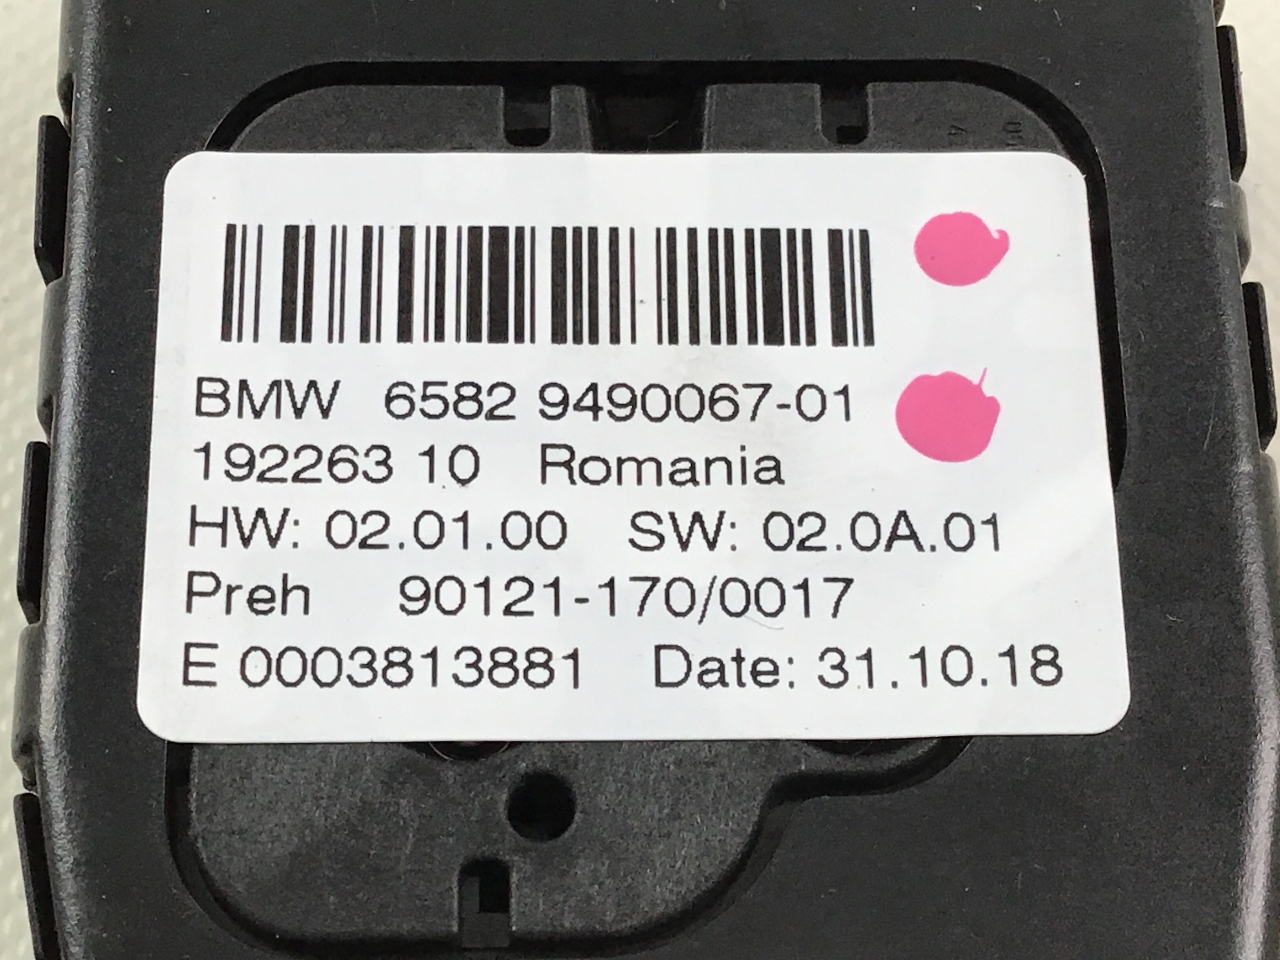 BMW 6582 9490067-01
192263 10 Romania
HW: 02.01.00 SW: 02.0A.01
Preh 90121-170/0017
E 0003813881 Date: 31.10.18